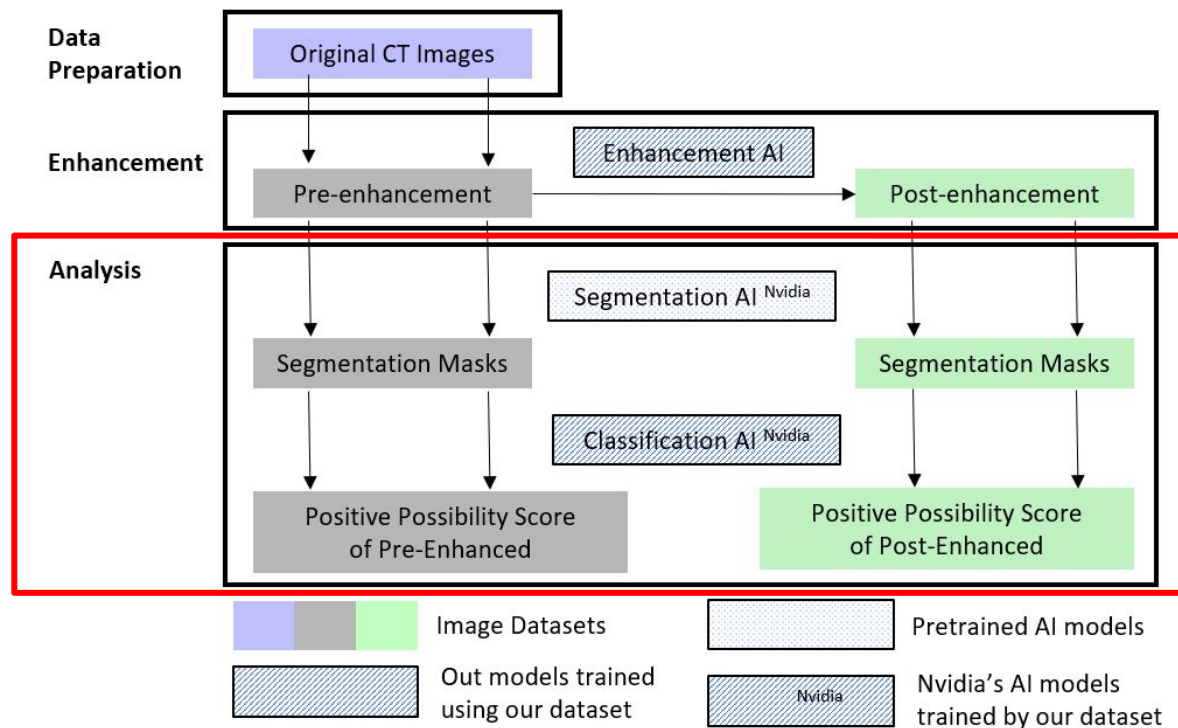 Data
Preparation
Original CT Images
Enhancement
Enhancement AI
Pre-enhancement
Post-enhancement
Analysis
Segmentation AI Nvidia
Segmentation Masks
Segmentation Masks
Classification AI Nvidia
Positive Possibility Score
of Pre-Enhanced
Positive Possibility Score
of Post-Enhanced
Image Datasets
Pretrained AI models
Out models trained
using our dataset
Nvidia
Nvidia's AI models
trained by our dataset